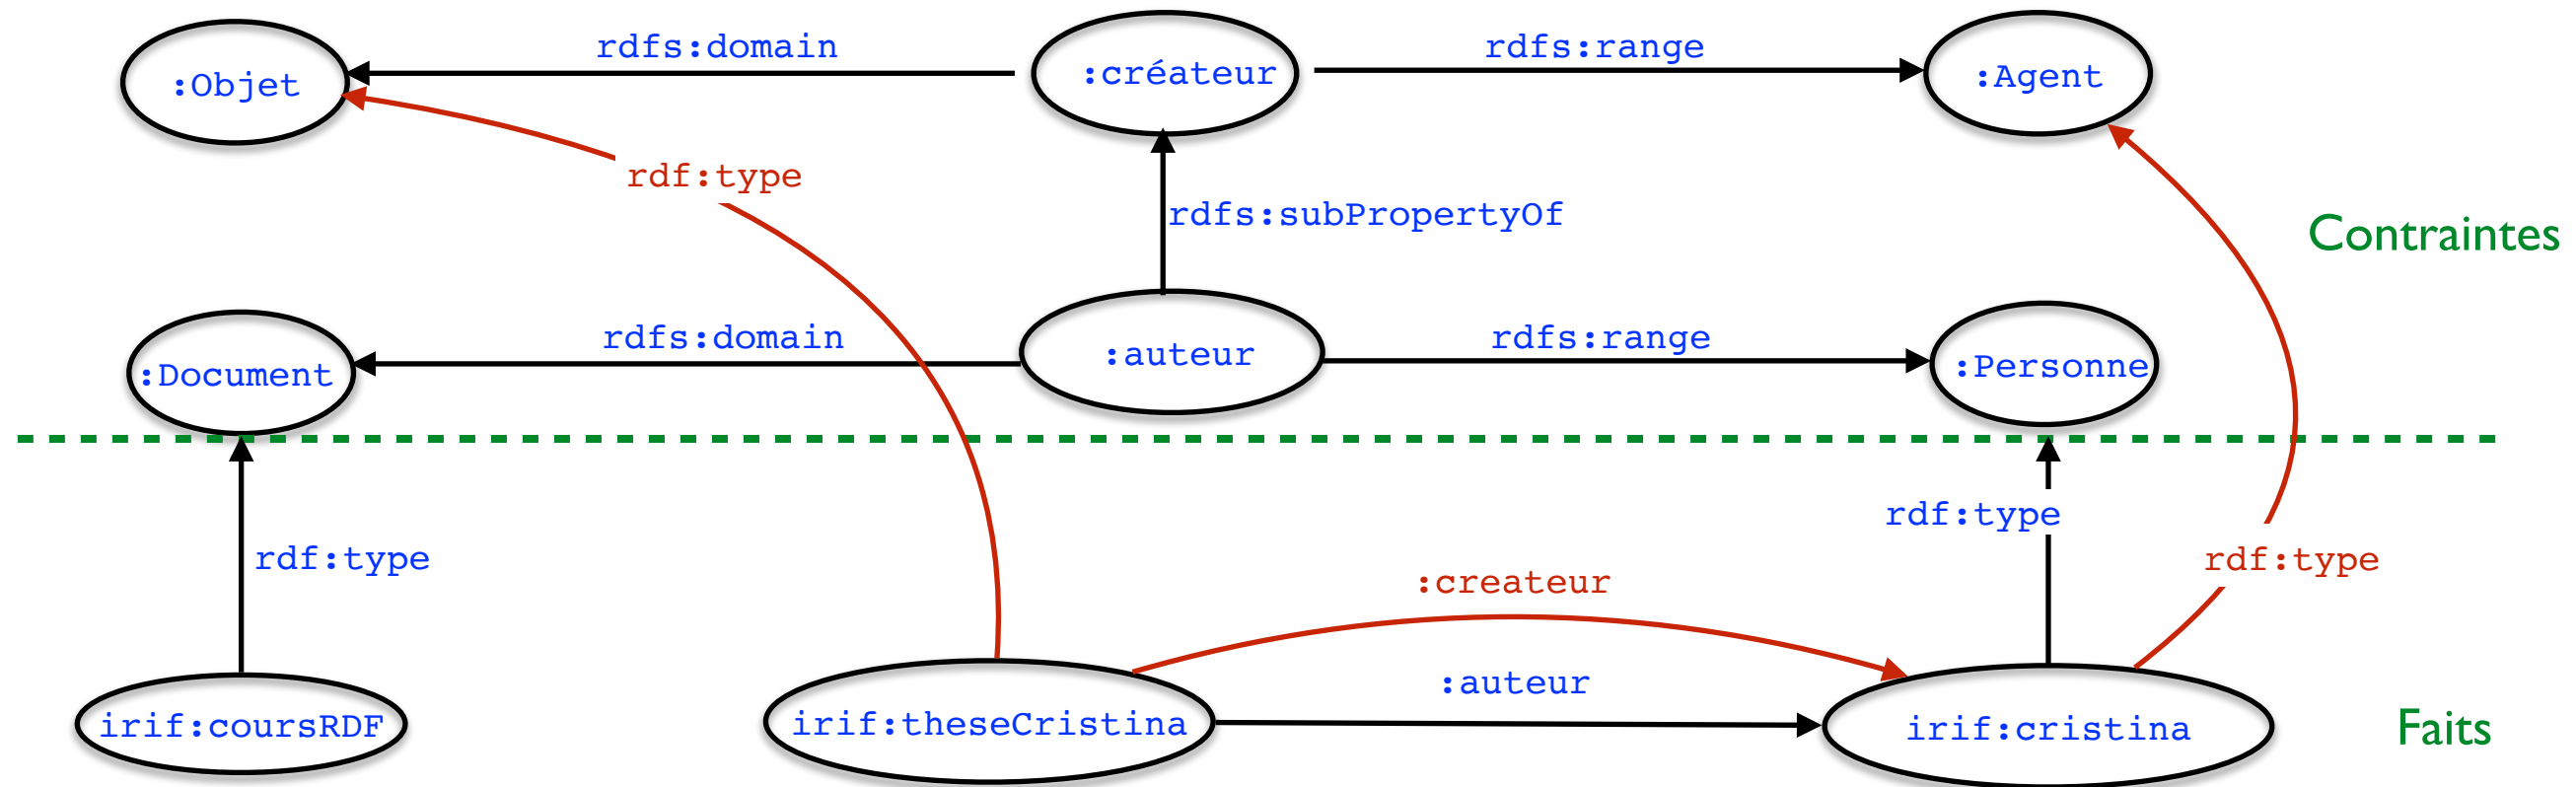 rdfs:domain
rdfs:range
:Objet
:créateur
:Agent
rdf:type
rdfs:subPropertyOf
Contraintes
rdfs:domain
rdfs:range
:Document
:auteur
:Personne
rdf:type
rdf:type
rdf:type
:createur
:auteur
irif:coursRDF
irif:theseCristina
irif:cristina
Faits